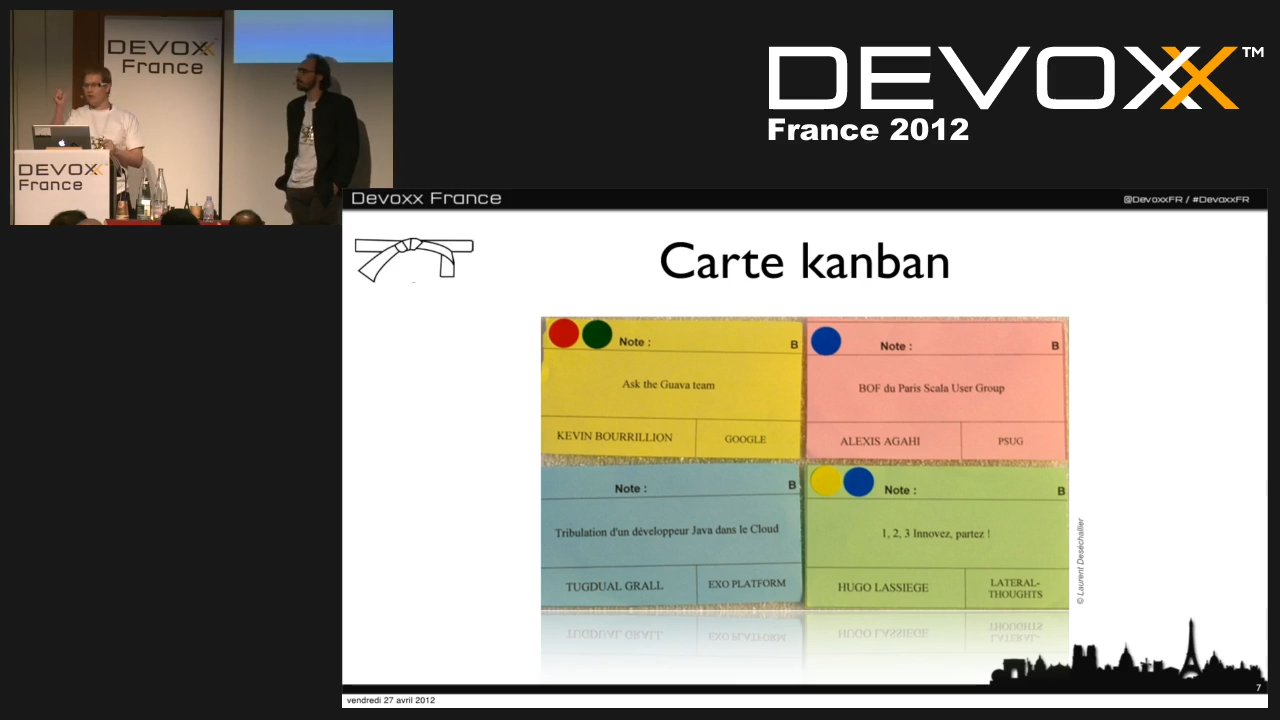 DEVOXX
France
DEVOXX
France
DEVOXX™
France 2012
Devoxx France
@DevoxxFR / #DevoxxFR
Carte kanban
Note :
B
Ask the Guava team
KEVIN BOURRILLION
GOOGLE
Note :
B
BOF du Paris Scala User Group
ALEXIS AGAHI
PSUG
Note :
B
Tribulation d'un développeur Java dans le Cloud
TUGDUAL GRALL
EXO PLATFORM
Note :
B
1, 2, 3 Innovez, partez !
HUGO LASSIEGE
LATERAL-
THOUGHTS
© Laurent Deséchalier
7
vendredi 27 avril 2012